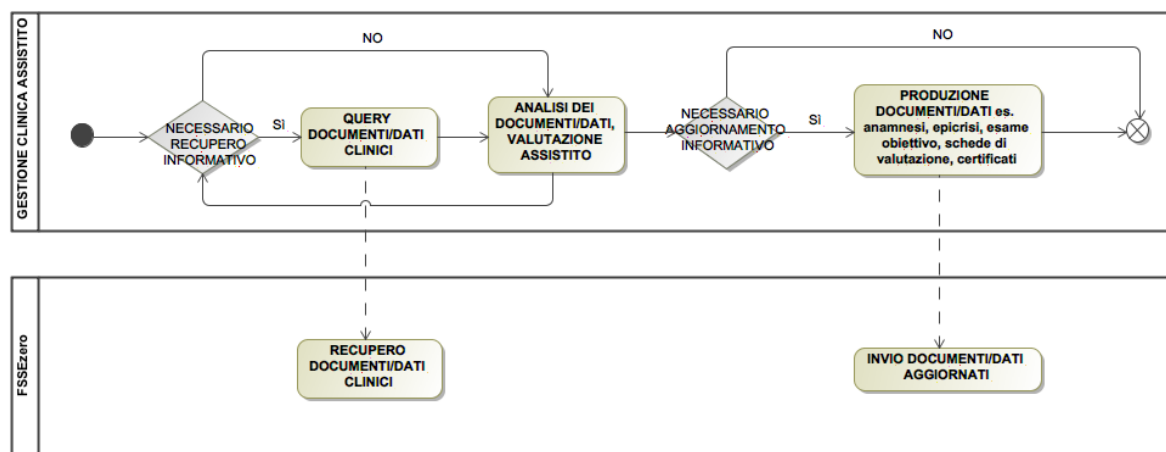 GESTIONE CLINICA ASSISTITO
NO
NECESSARIO
RECUPERO
INFORMATIVO
SÌ
QUERY
DOCUMENTI/DATI
CLINICI
ANALISI DEI
DOCUMENTI/DATI,
VALUTAZIONE
ASSISTITO
NO
NECESSARIO
AGGIORNAMENTO
INFORMATIVO
SÌ
PRODUZIONE
DOCUMENTI/DATI es.
anamnesi, epicrisi, esame
obiettivo, schede di
valutazione, certificati
FSSEzero
RECUPERO
DOCUMENTI/DATI
CLINICI
INVIO DOCUMENTI/DATI
AGGIORNATI